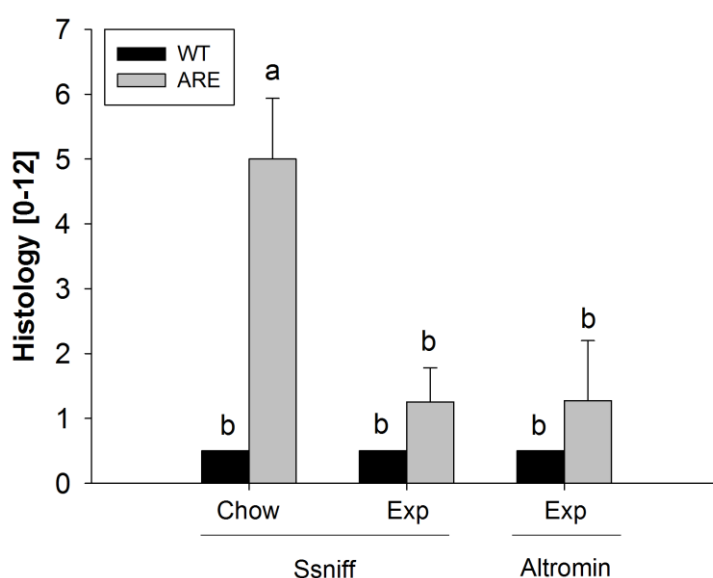 7
6
5
4
3
2
1
0
Histology [0-12]
WT
ARE
a
b
b
b
b
b
Chow
Exp
Exp
Ssniff
Altromin